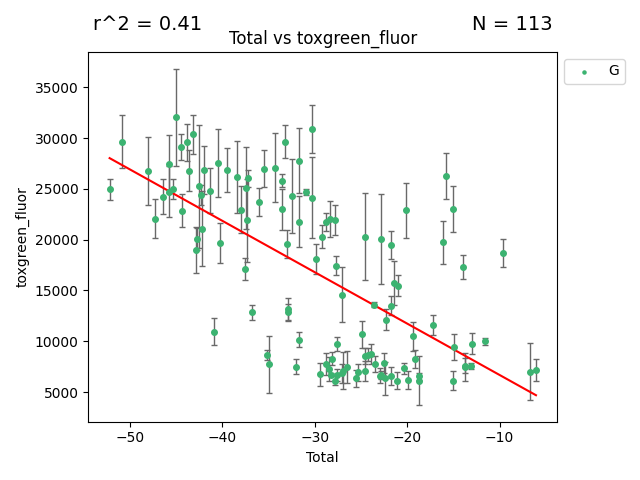 r^2 = 0.41 N = 113
Total vs toxgreen_fluor
G
35000
30000
25000
20000
15000
10000
5000
toxgreen_fluor
−50 −40 −30 −20 −10
Total